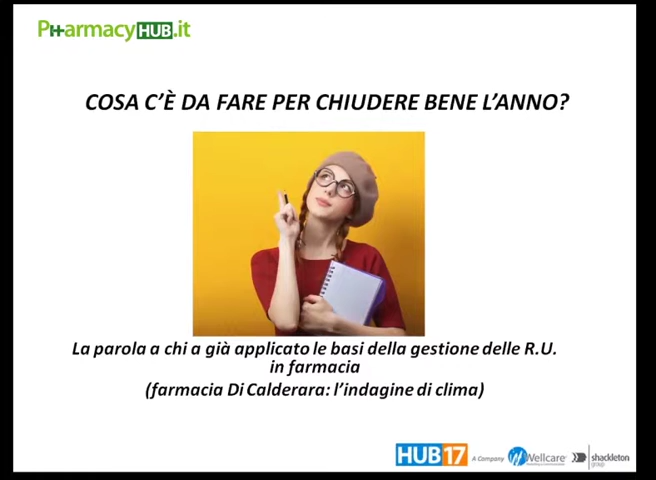 PHarmacyHUB.it
COSA C'È DA FARE PER CHIUDERE BENE L'ANNO?
La parola a chi a già applicato le basi della gestione delle R.U.
in farmacia
(farmacia Di Calderara: l'indagine di clima)
HUB17 A Company Wellcare shackleton
group